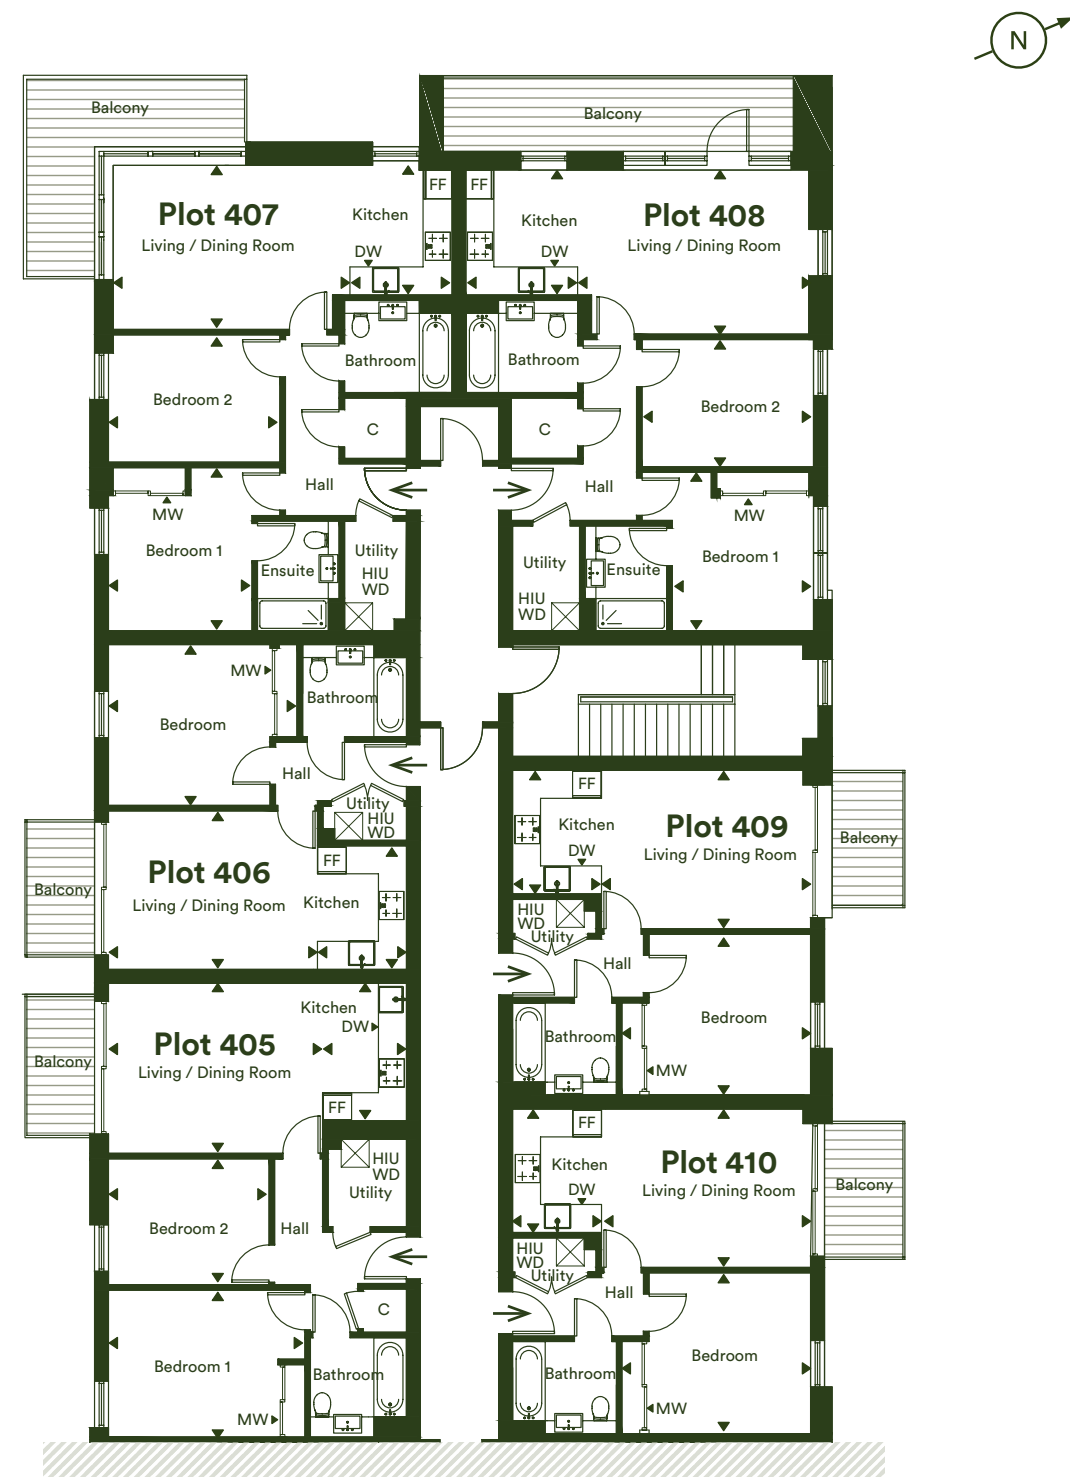 N
Balcony
Balcony
FF
FF
Plot 407
Living / Dining Room
Kitchen
DW
Kitchen
DW
Plot 408
Living / Dining Room
Bathroom
Bathroom
Bedroom 2
Bedroom 2
C
C
Hall
Hall
MW
MW
Bedroom 1
Ensuite
Utility
HIU
WD
Utility
HIU
WD
Ensuite
Bedroom 1
MW
Bedroom
Bathroom
Hall
Utility
HIU
WD
FF
Plot 406
Living / Dining Room
Kitchen
Balcony
FF
Kitchen
DW
Plot 409
Living / Dining Room
Balcony
HIU
WD
Utility
Hall
Bathroom
Bedroom
MW
Kitchen
DW
Plot 405
Living / Dining Room
Balcony
FF
HIU
WD
Utility
Bedroom 2
Hall
C
Bedroom 1
Bathroom
MW
FF
Kitchen
DW
Plot 410
Living / Dining Room
Balcony
HIU
WD
Utility
Hall
Bathroom
Bedroom
MW